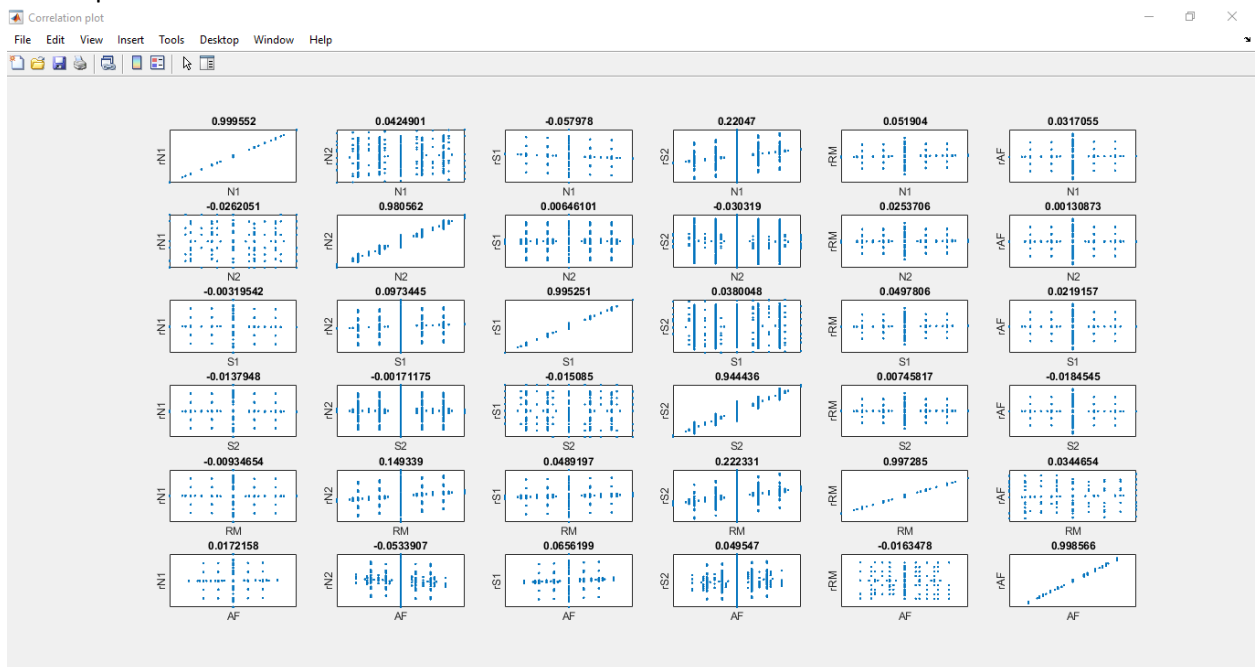 Correlation plot
File Edit View Insert Tools Desktop Window Help
0.999552 0.0424901 -0.057978 0.22047 0.051904 0.0317055
rN1 rN2 rS1 rS2 rRM rAF
N1 N1 N1 N1 N1 N1
-0.0262051 0.980562 0.00646101 -0.030319 0.0253706 0.00130873
rN1 rN2 rS1 rS2 rRM rAF
N2 N2 N2 N2 N2 N2
-0.00319542 0.0973445 0.995251 0.0380048 0.0497806 0.0219157
rN1 rN2 rS1 rS2 rRM rAF
S1 S1 S1 S1 S1 S1
-0.0137948 -0.00171175 -0.015085 0.944436 0.00745817 -0.0184545
rN1 rN2 rS1 rS2 rRM rAF
S2 S2 S2 S2 S2 S2
-0.00934654 0.149339 0.0489197 0.222331 0.997285 0.0344654
rN1 rN2 rS1 rS2 rRM rAF
RM RM RM RM RM RM
0.0172158 -0.0533907 0.0656199 0.049547 -0.0163478 0.998566
rN1 rN2 rS1 rS2 rRM rAF
AF AF AF AF AF AF